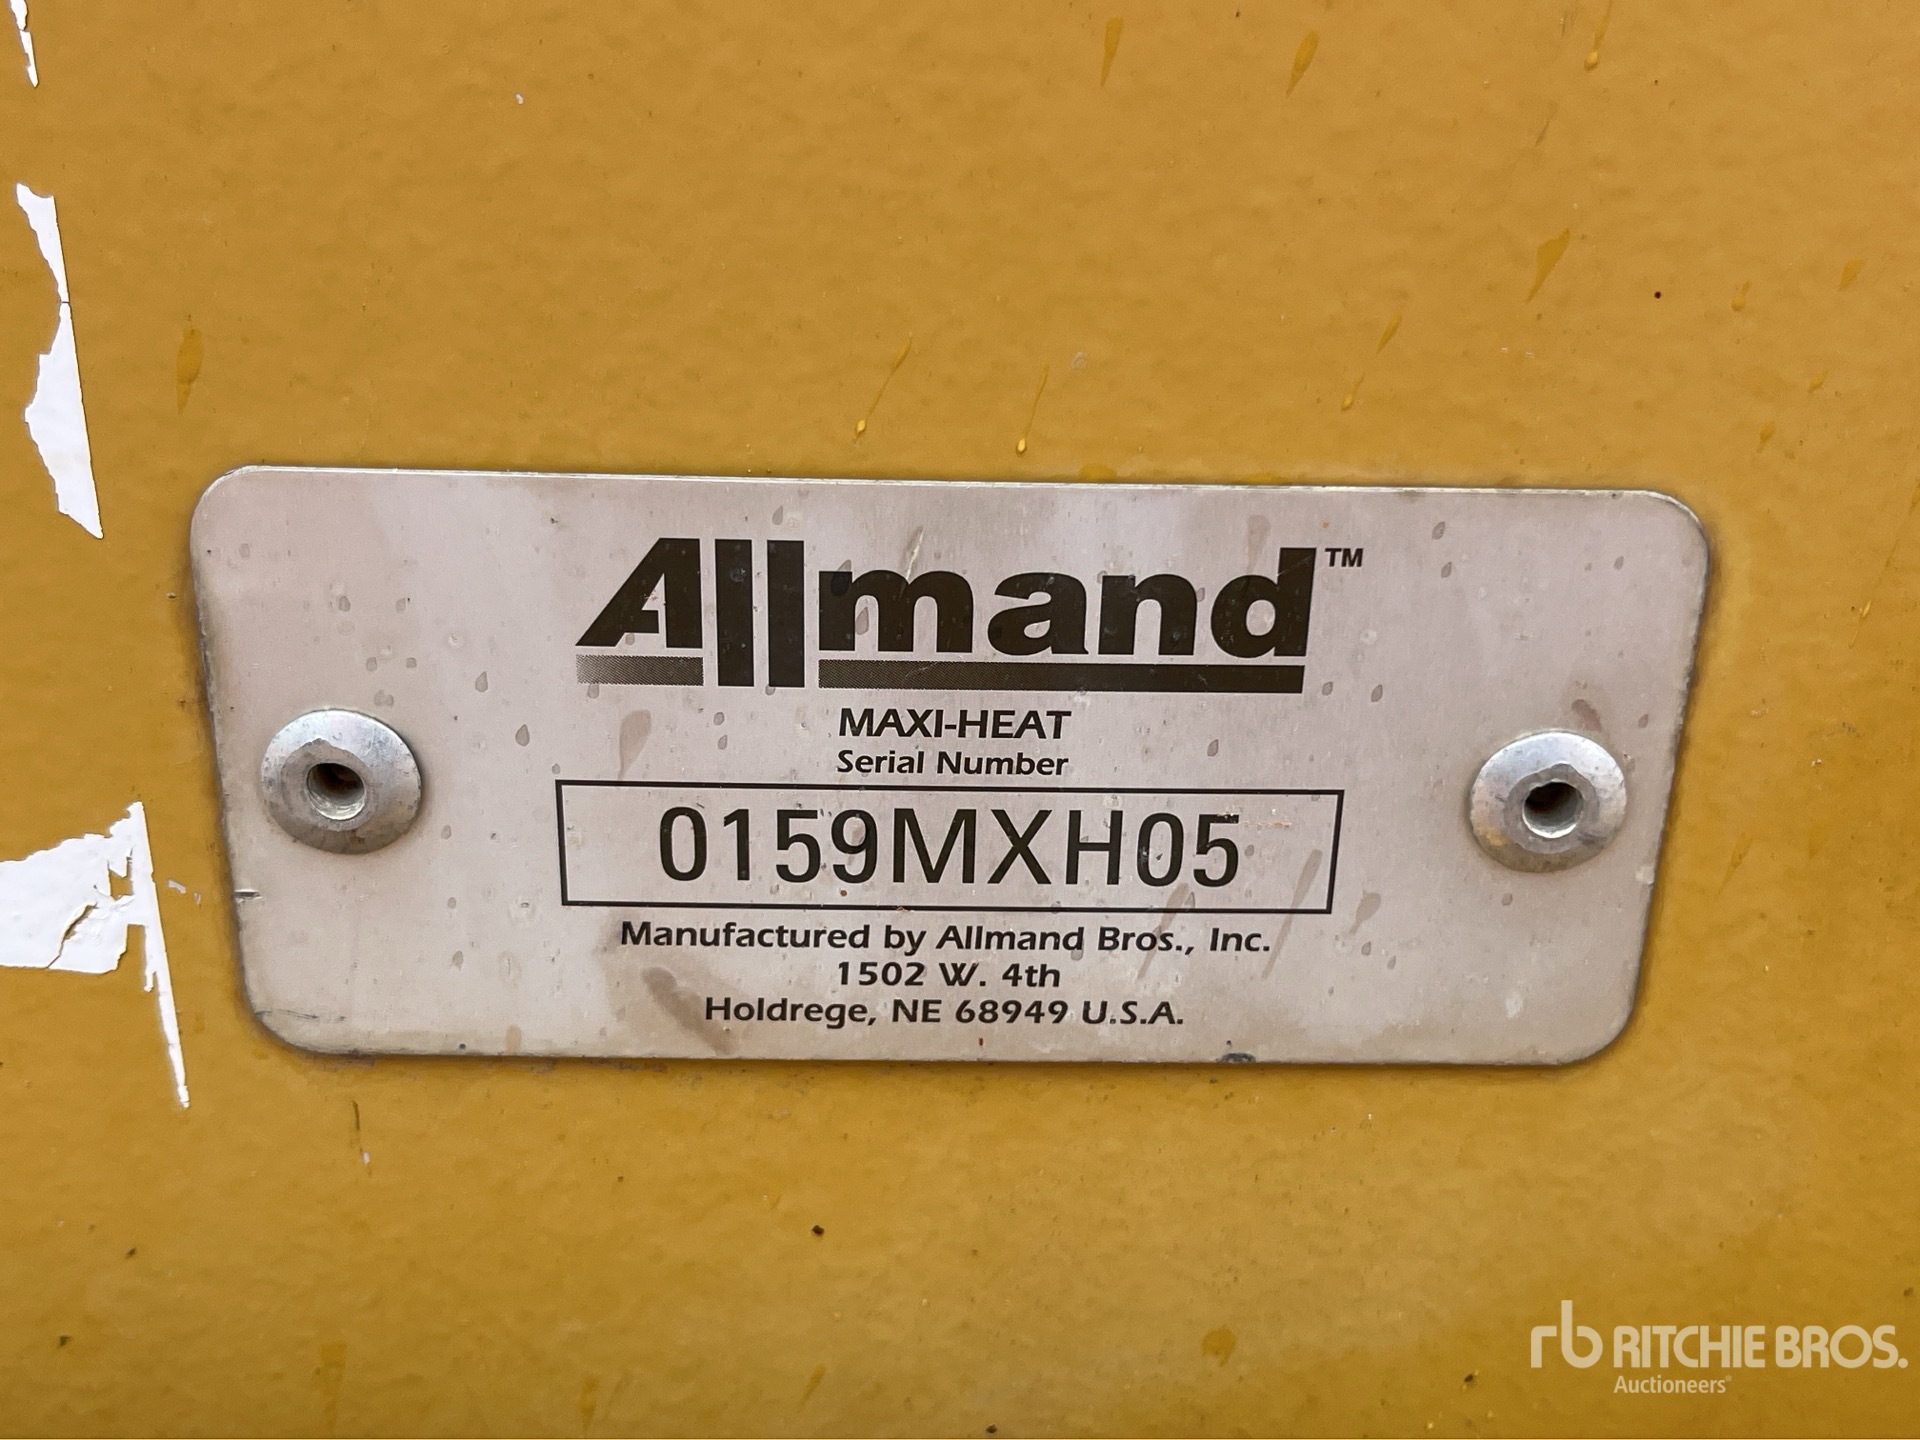 Allmand™
MAXI-HEAT
Serial Number
0159MXH05
Manufactured by Allmand Bros., Inc.
1502 W. 4th
Holdrege, NE 68949 U.S.A.
rb RITCHIE BROS.
Auctioneers®